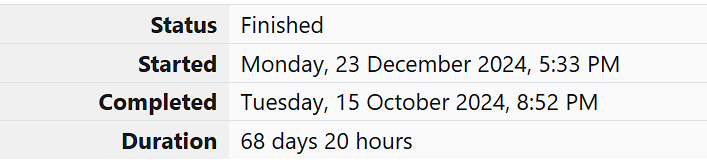 Status Finished
Started Monday, 23 December 2024, 5:33 PM
Completed Tuesday, 15 October 2024, 8:52 PM
Duration 68 days 20 hours